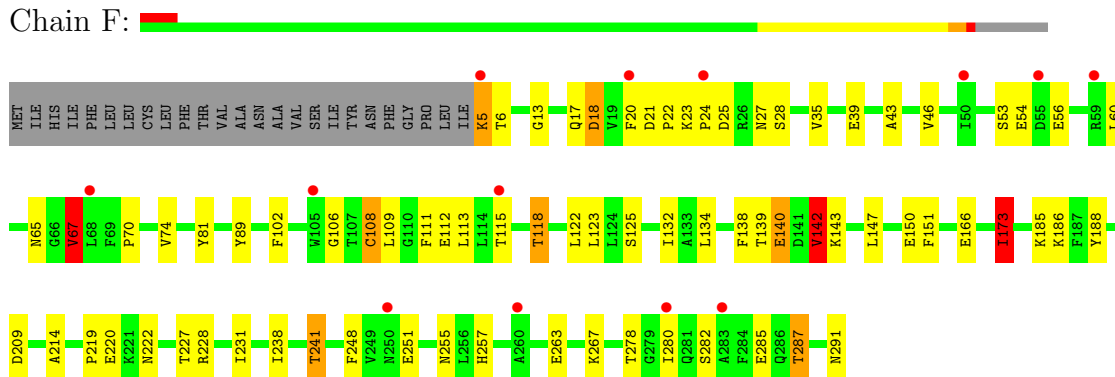 Chain F:
MET ILE HIS ILE PHE LEU LEU CYS LEU PHE THR VAL ALA ASN ALA VAL SER ILE TYR ASN PHE GLY PRO LEU ILE K5 T6 G13 Q17 D18 V19 F20 D21 P22 K23 P24 D25 R26 N27 S28 V35 E39 A43 V46 I50 S53 E54 D55 E56 R59 L60
N65 G66 V67 L68 F69 P70 V74 Y81 Y89 F102 W105 G106 T107 C108 L109 G110 F111 E112 L113 L114 T115 T118 L122 L123 L124 S125 I132 A133 L134 F138 T139 E140 D141 V142 K143 L147 E150 F151 E166 I173 K185 K186 F187 Y188
D209 A214 P219 E220 K221 N222 T227 R228 I231 I238 T241 F248 V249 N250 E251 N255 L256 H257 A260 E263 K267 T278 G279 I280 Q281 S282 A283 F284 E285 Q286 T287 N291